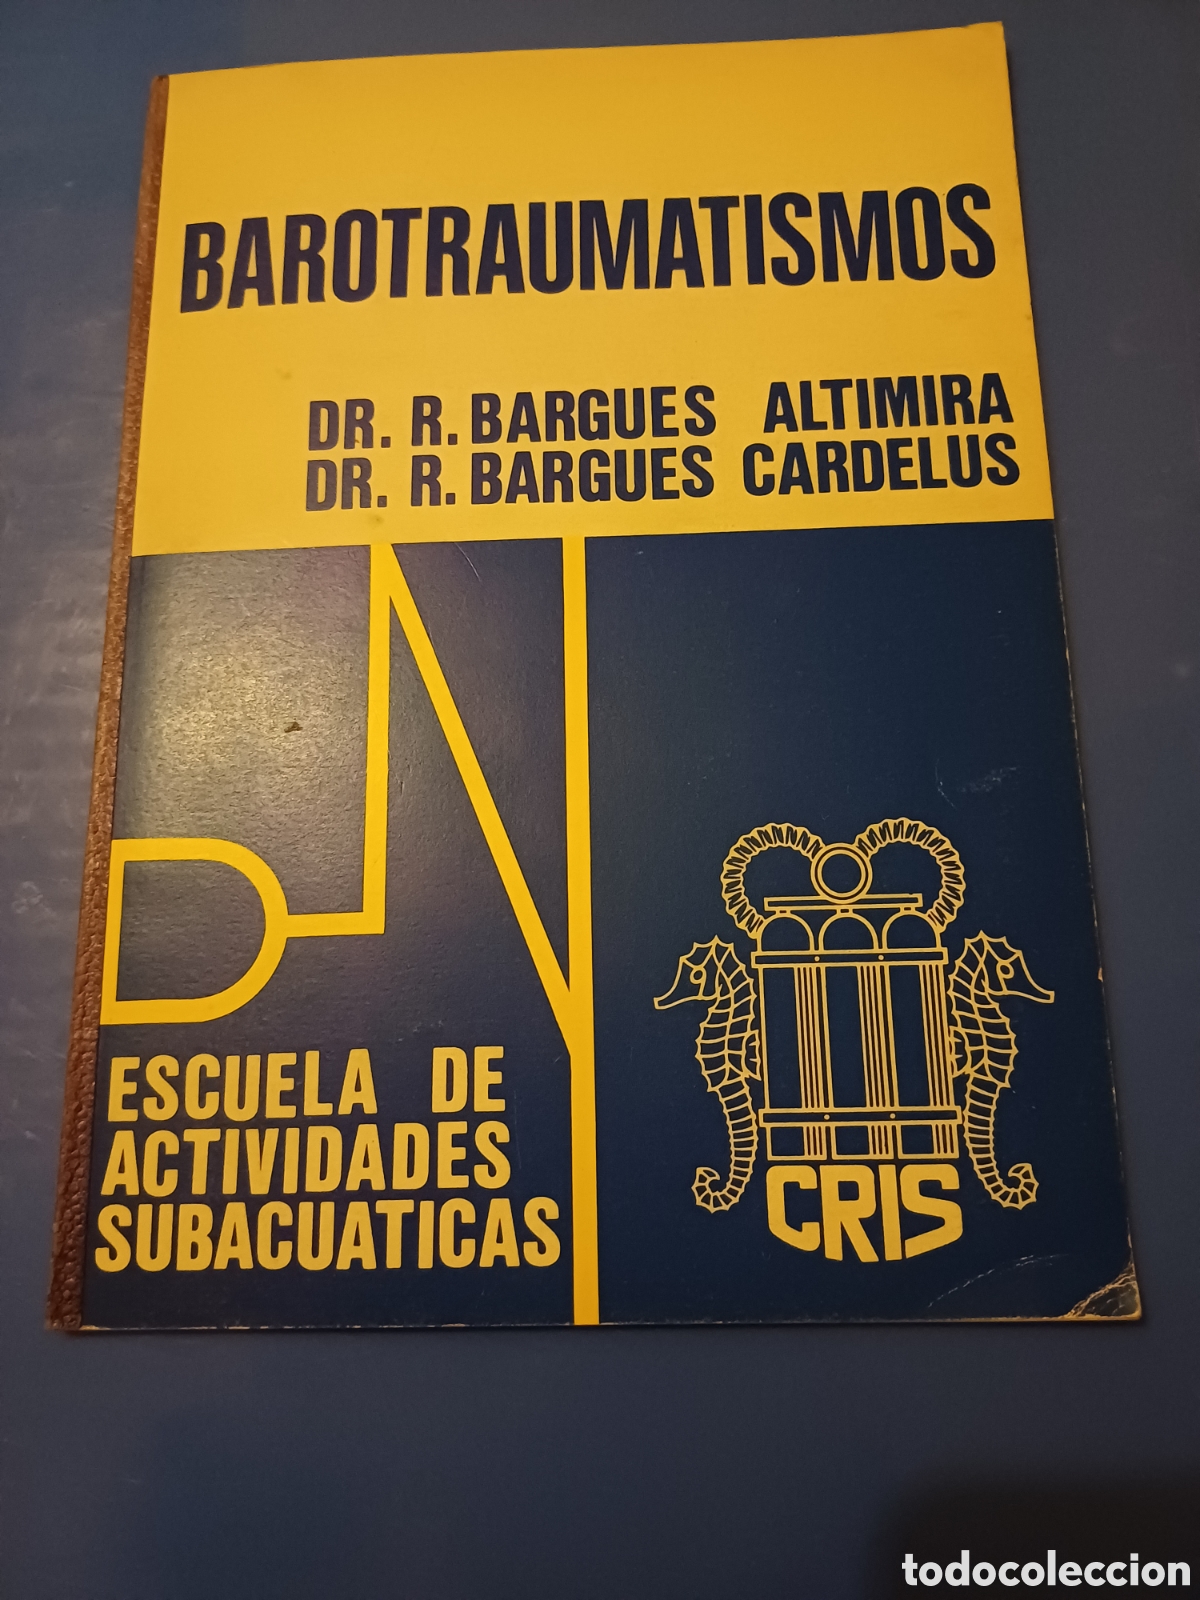 BAROTRAUMATISMOS
DR. R. BARGUES ALTIMIRA
DR. R. BARGUES CARDELUS
ESCUELA DE
ACTIVIDADES
SUBACUATICAS
CRIS
todocoleccion